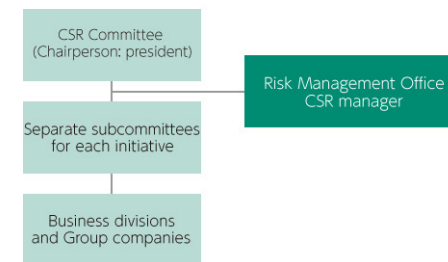 CSR Committee
(Chairperson: president)
Risk Management Office
CSR manager
Separate subcommittees
for each initiative
Business divisions
and Group companies